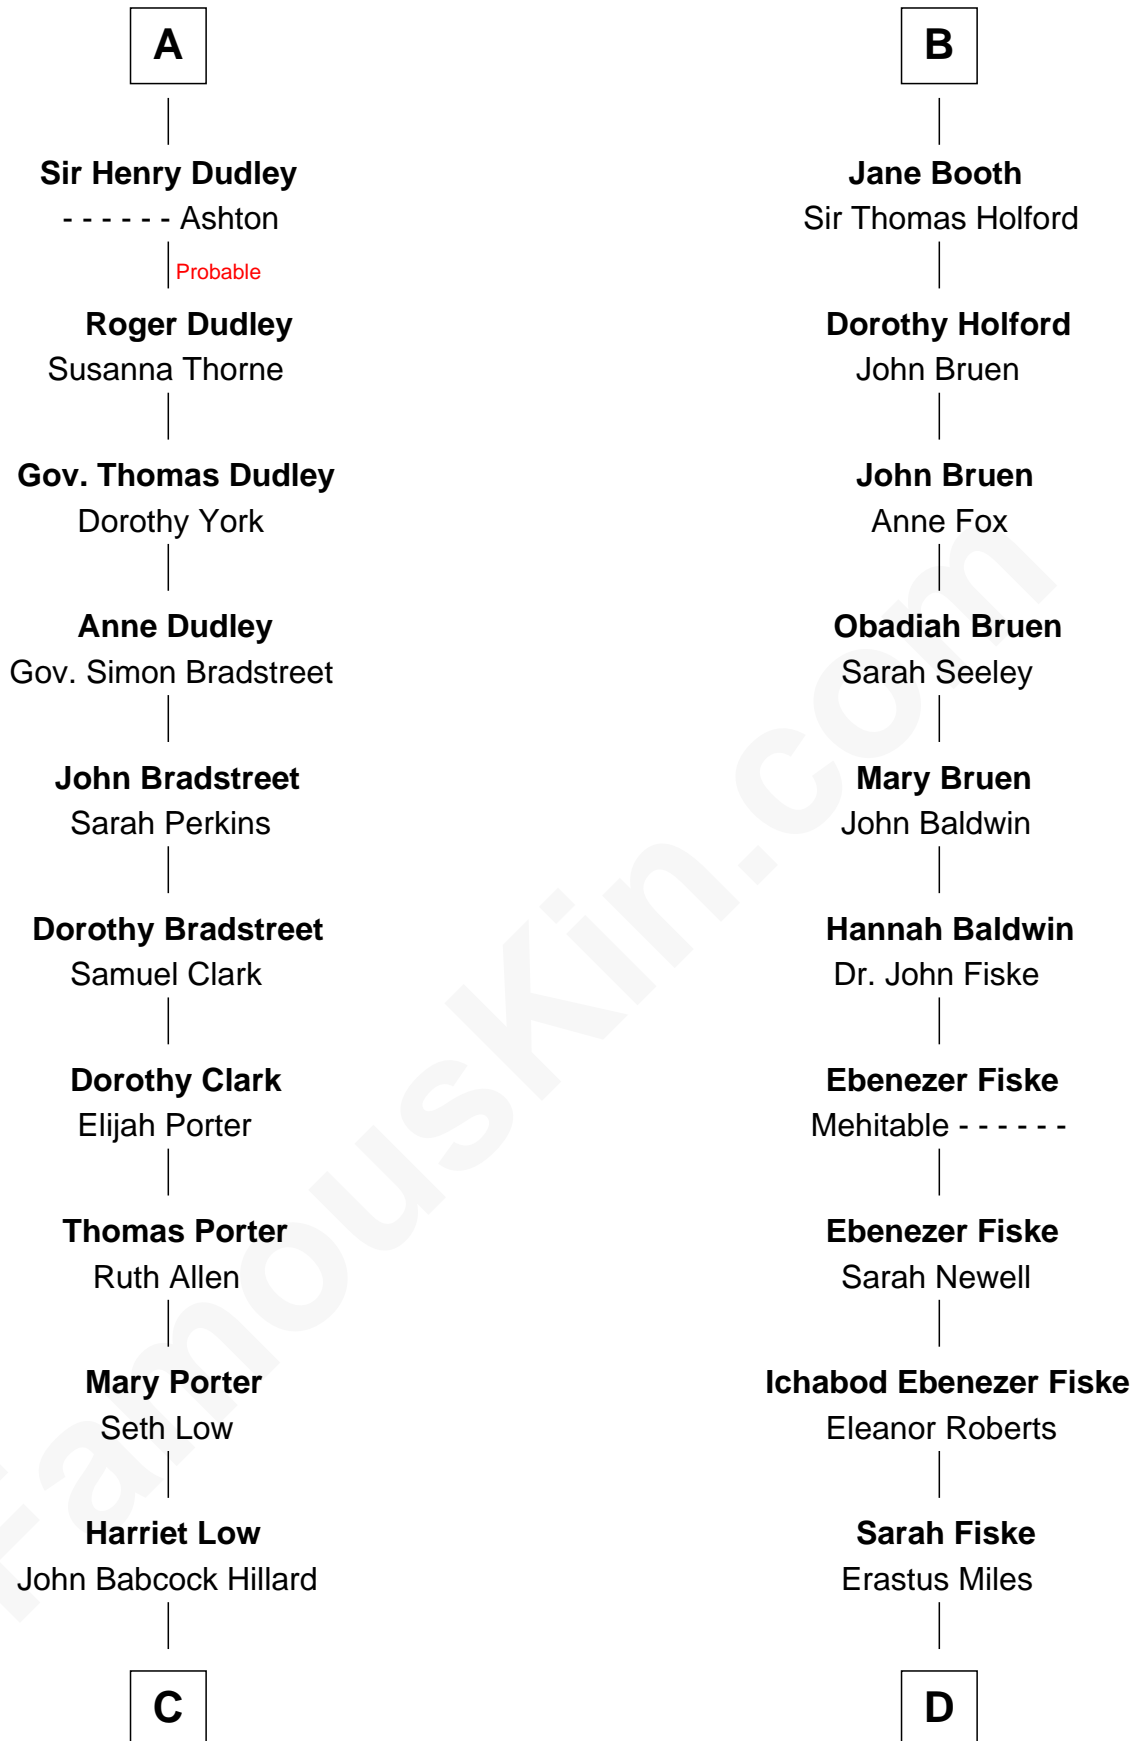 A
Sir Henry Dudley
- - - - - - Ashton
Probable
Roger Dudley
Susanna Thorne
Gov. Thomas Dudley
Dorothy York
Anne Dudley
Gov. Simon Bradstreet
John Bradstreet
Sarah Perkins
Dorothy Bradstreet
Samuel Clark
Dorothy Clark
Elijah Porter
Thomas Porter
Ruth Allen
Mary Porter
Seth Low
Harriet Low
John Babcock Hillard
C
B
Jane Booth
Sir Thomas Holford
Dorothy Holford
John Bruen
John Bruen
Anne Fox
Obadiah Bruen
Sarah Seeley
Mary Bruen
John Baldwin
Hannah Baldwin
Dr. John Fiske
Ebenezer Fiske
Mehitable - - - - - -
Ebenezer Fiske
Sarah Newell
Ichabod Ebenezer Fiske
Eleanor Roberts
Sarah Fiske
Erastus Miles
D
FamousKin.com